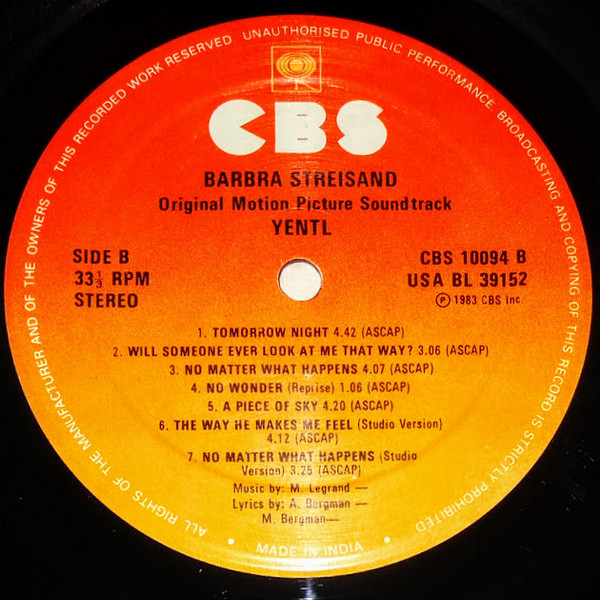 ALL RIGHTS OF THE MANUFACTURER AND OF THE OWNERS OF THIS RECORDED WORK RESERVED UNAUTHORISED PUBLIC PERFORMANCE BROADCASTING AND COPYING OF THIS RECORD IS STRICTLY PROHIBITED
CBS
BARBRA STREISAND
Original Motion Picture Soundtrack
YENTL
SIDE B
33⅓ RPM
STEREO
CBS 10094 B
USA BL 39152
℗ 1983 CBS Inc.
1. TOMORROW NIGHT 4.42 (ASCAP)
2. WILL SOMEONE EVER LOOK AT ME THAT WAY? 3.06 (ASCAP)
3. NO MATTER WHAT HAPPENS 4.07 (ASCAP)
4. NO WONDER (Reprise) 1.06 (ASCAP)
5. A PIECE OF SKY 4.20 (ASCAP)
6. THE WAY HE MAKES ME FEEL (Studio Version)
4.12 (ASCAP)
7. NO MATTER WHAT HAPPENS (Studio
Version) 3.25 (ASCAP)
Music by: M. Legrand —
Lyrics by: A. Bergman —
M. Bergman—
• MADE IN INDIA •